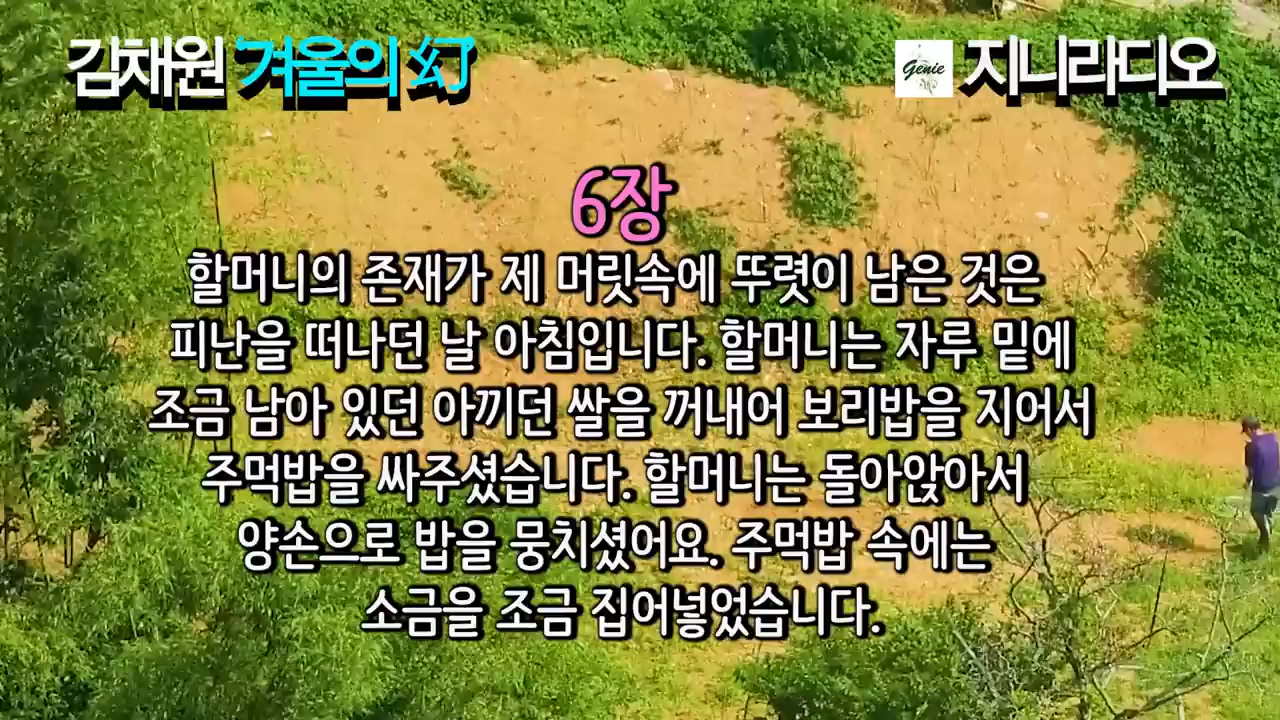 김채원 '겨울의 幻'
Genie
지니라디오
6장
할머니의 존재가 제 머릿속에 뚜렷이 남은 것은
피난을 떠나던 날 아침입니다. 할머니는 자루 밑에
조금 남아 있던 아끼던 쌀을 꺼내어 보리밥을 지어서
주먹밥을 싸주셨습니다. 할머니는 돌아앉아서
양손으로 밥을 뭉치셨어요. 주먹밥 속에는
소금을 조금 집어넣었습니다.